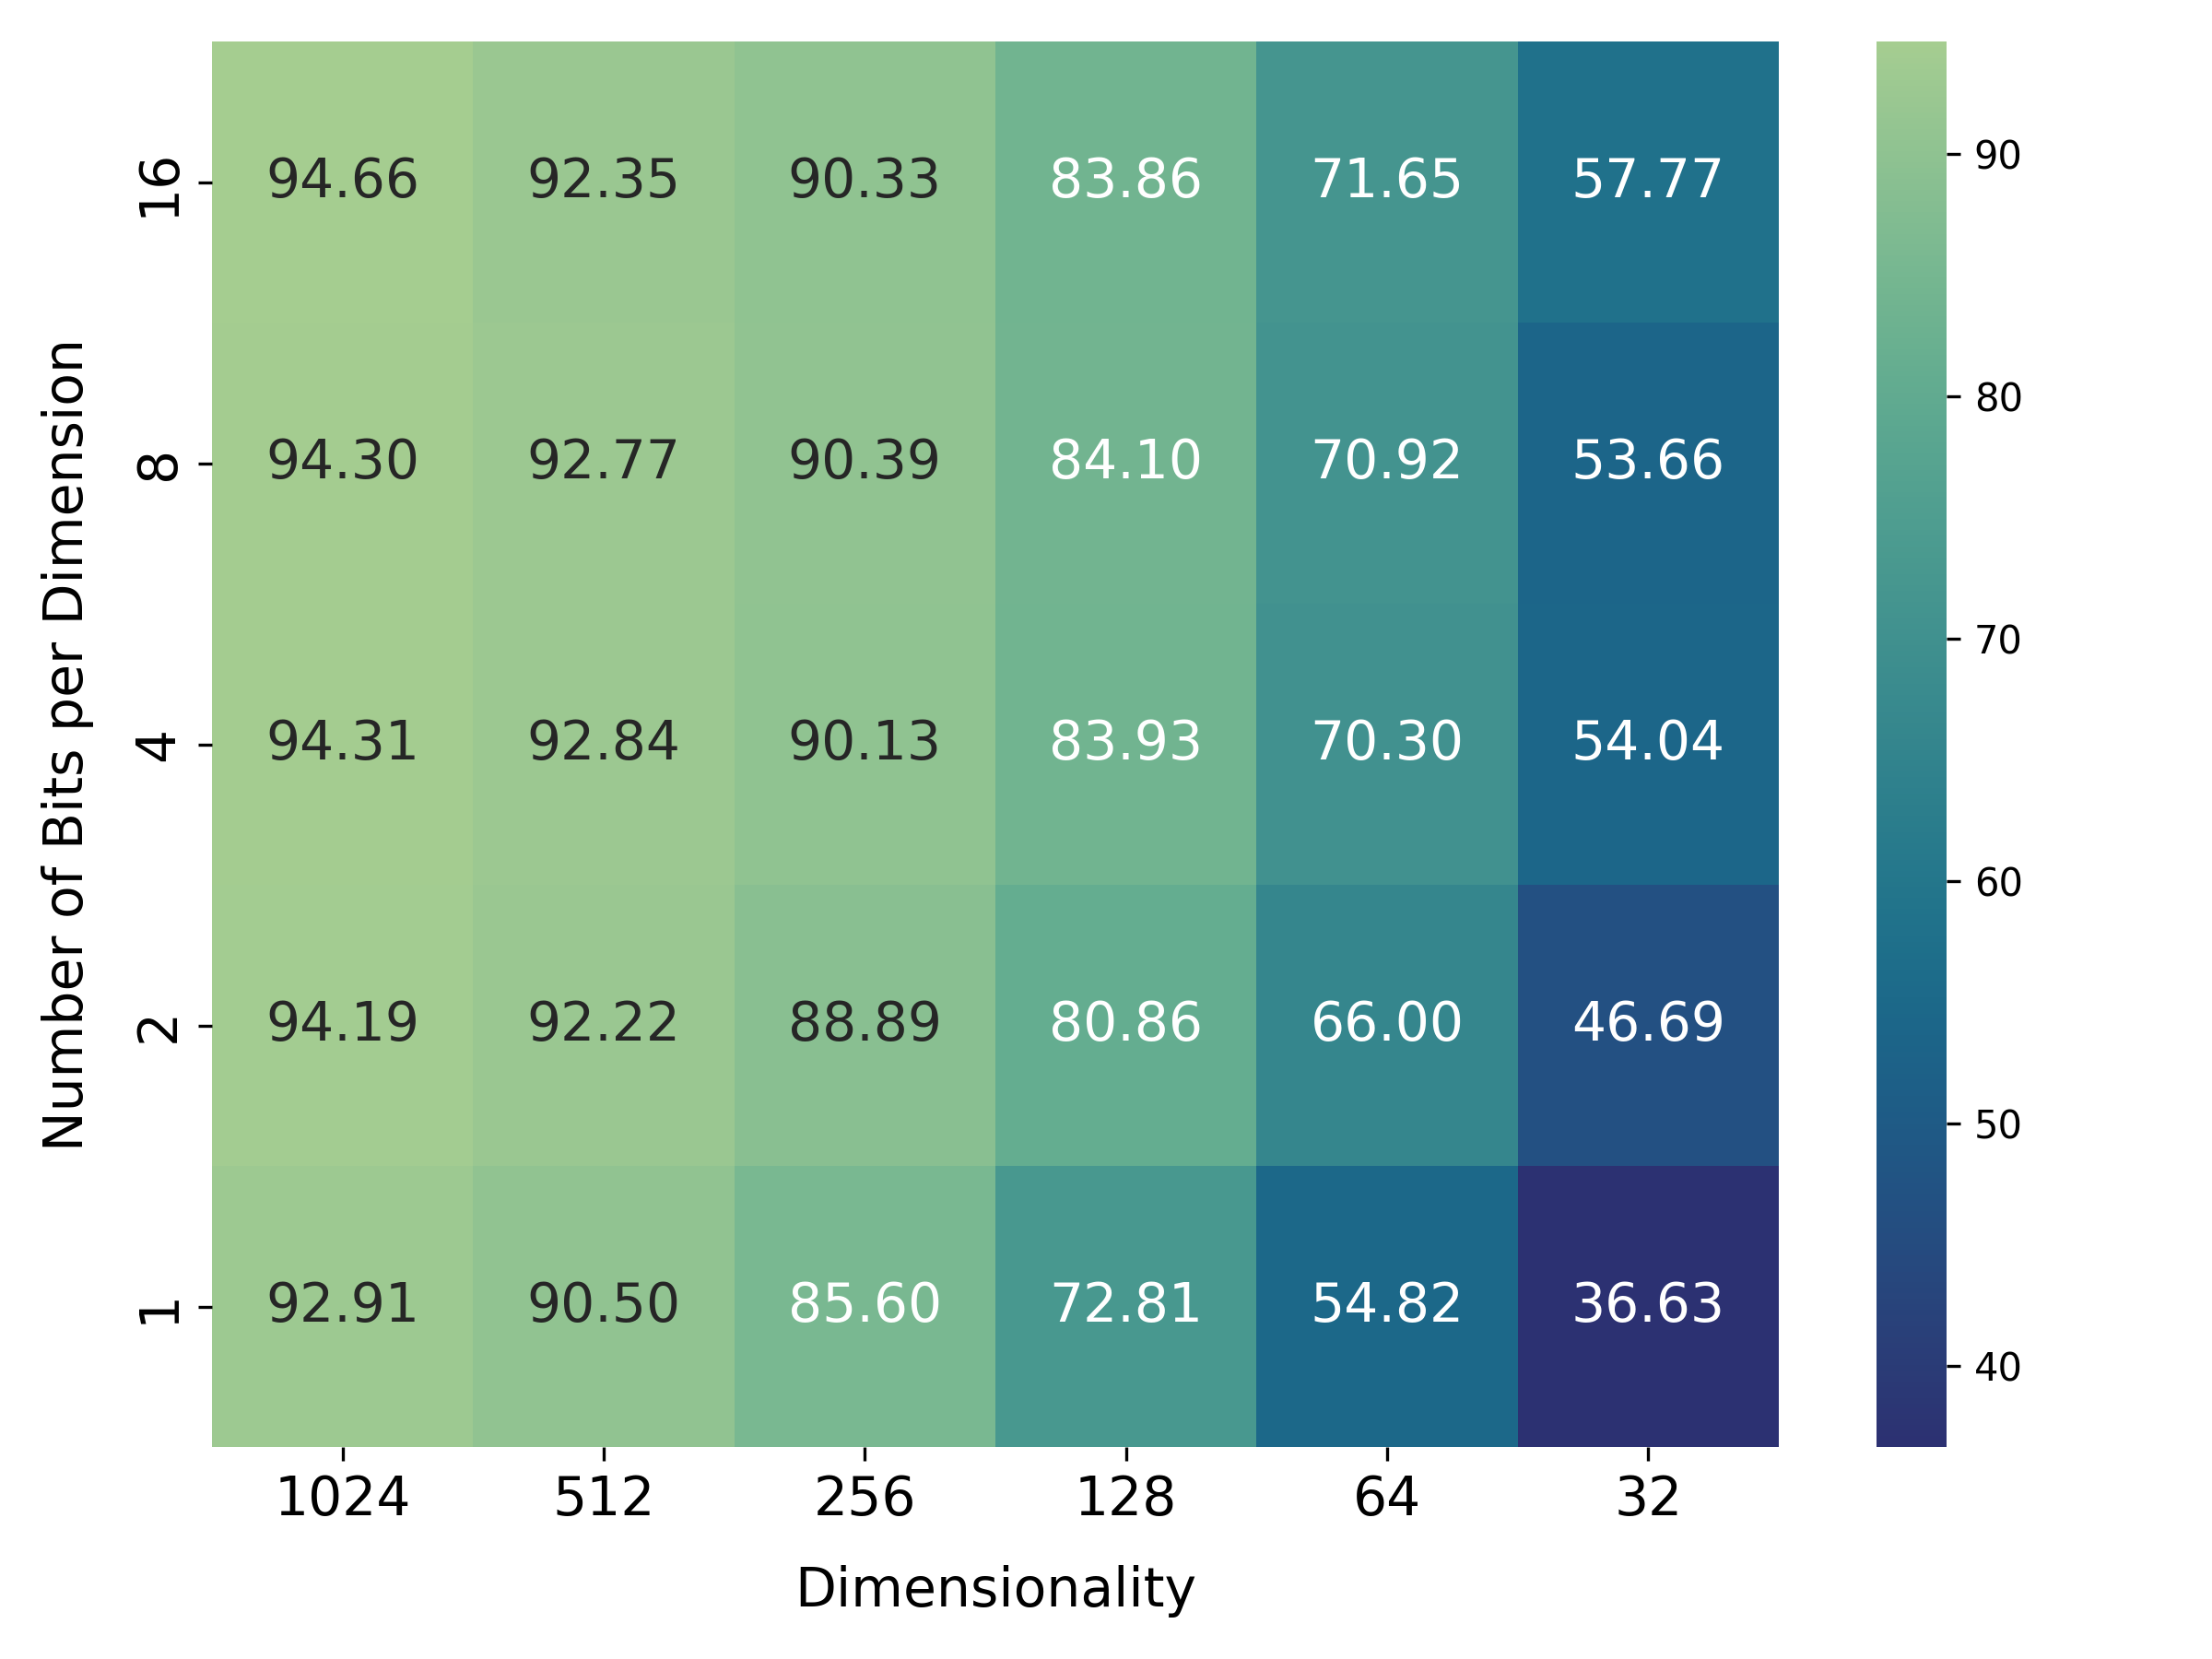 Number of Bits per Dimension
16
94.66 92.35 90.33 83.86 71.65 57.77
8
94.30 92.77 90.39 84.10 70.92 53.66
4
94.31 92.84 90.13 83.93 70.30 54.04
2
94.19 92.22 88.89 80.86 66.00 46.69
1
92.91 90.50 85.60 72.81 54.82 36.63
1024 512 256 128 64 32
Dimensionality
90
80
70
60
50
40